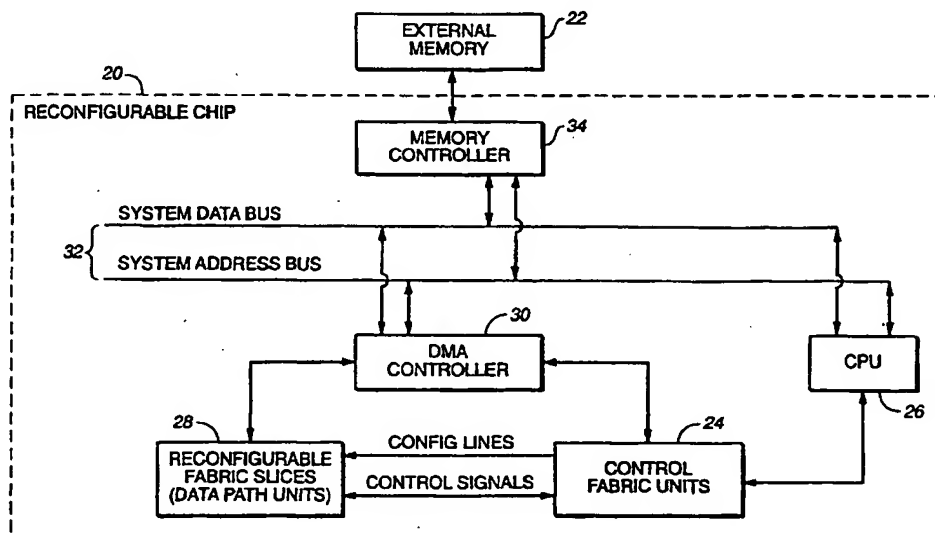 EXTERNAL
MEMORY
22
20
RECONFIGURABLE CHIP
MEMORY
CONTROLLER
34
SYSTEM DATA BUS
32
SYSTEM ADDRESS BUS
30
DMA
CONTROLLER
CPU
26
28
RECONFIGURABLE
FABRIC SLICES
(DATA PATH UNITS)
CONFIG LINES
CONTROL SIGNALS
24
CONTROL
FABRIC UNITS